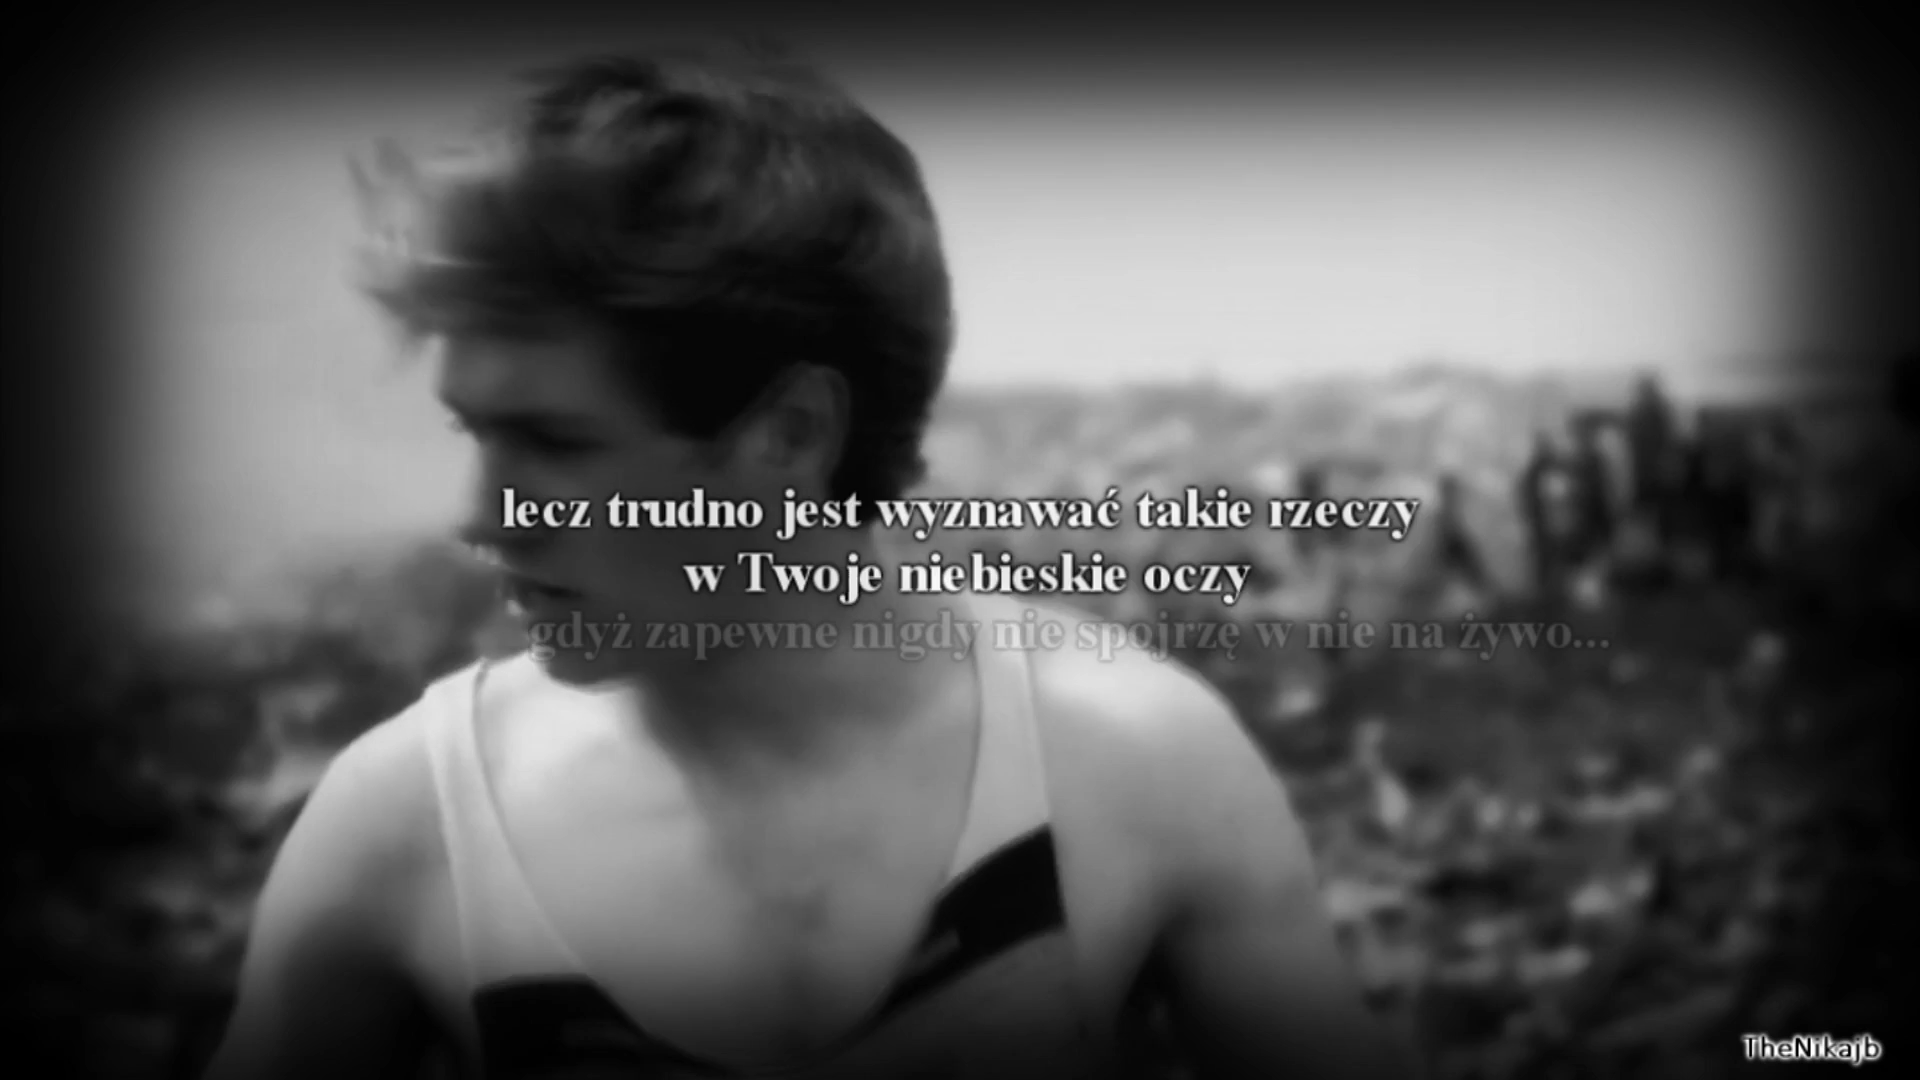 lecz trudno jest wyznawać takie rzeczy
w Twoje niebieskie oczy
gdyż zapewne nigdy nie spojrzę w nie na żywo...
TheNikajb